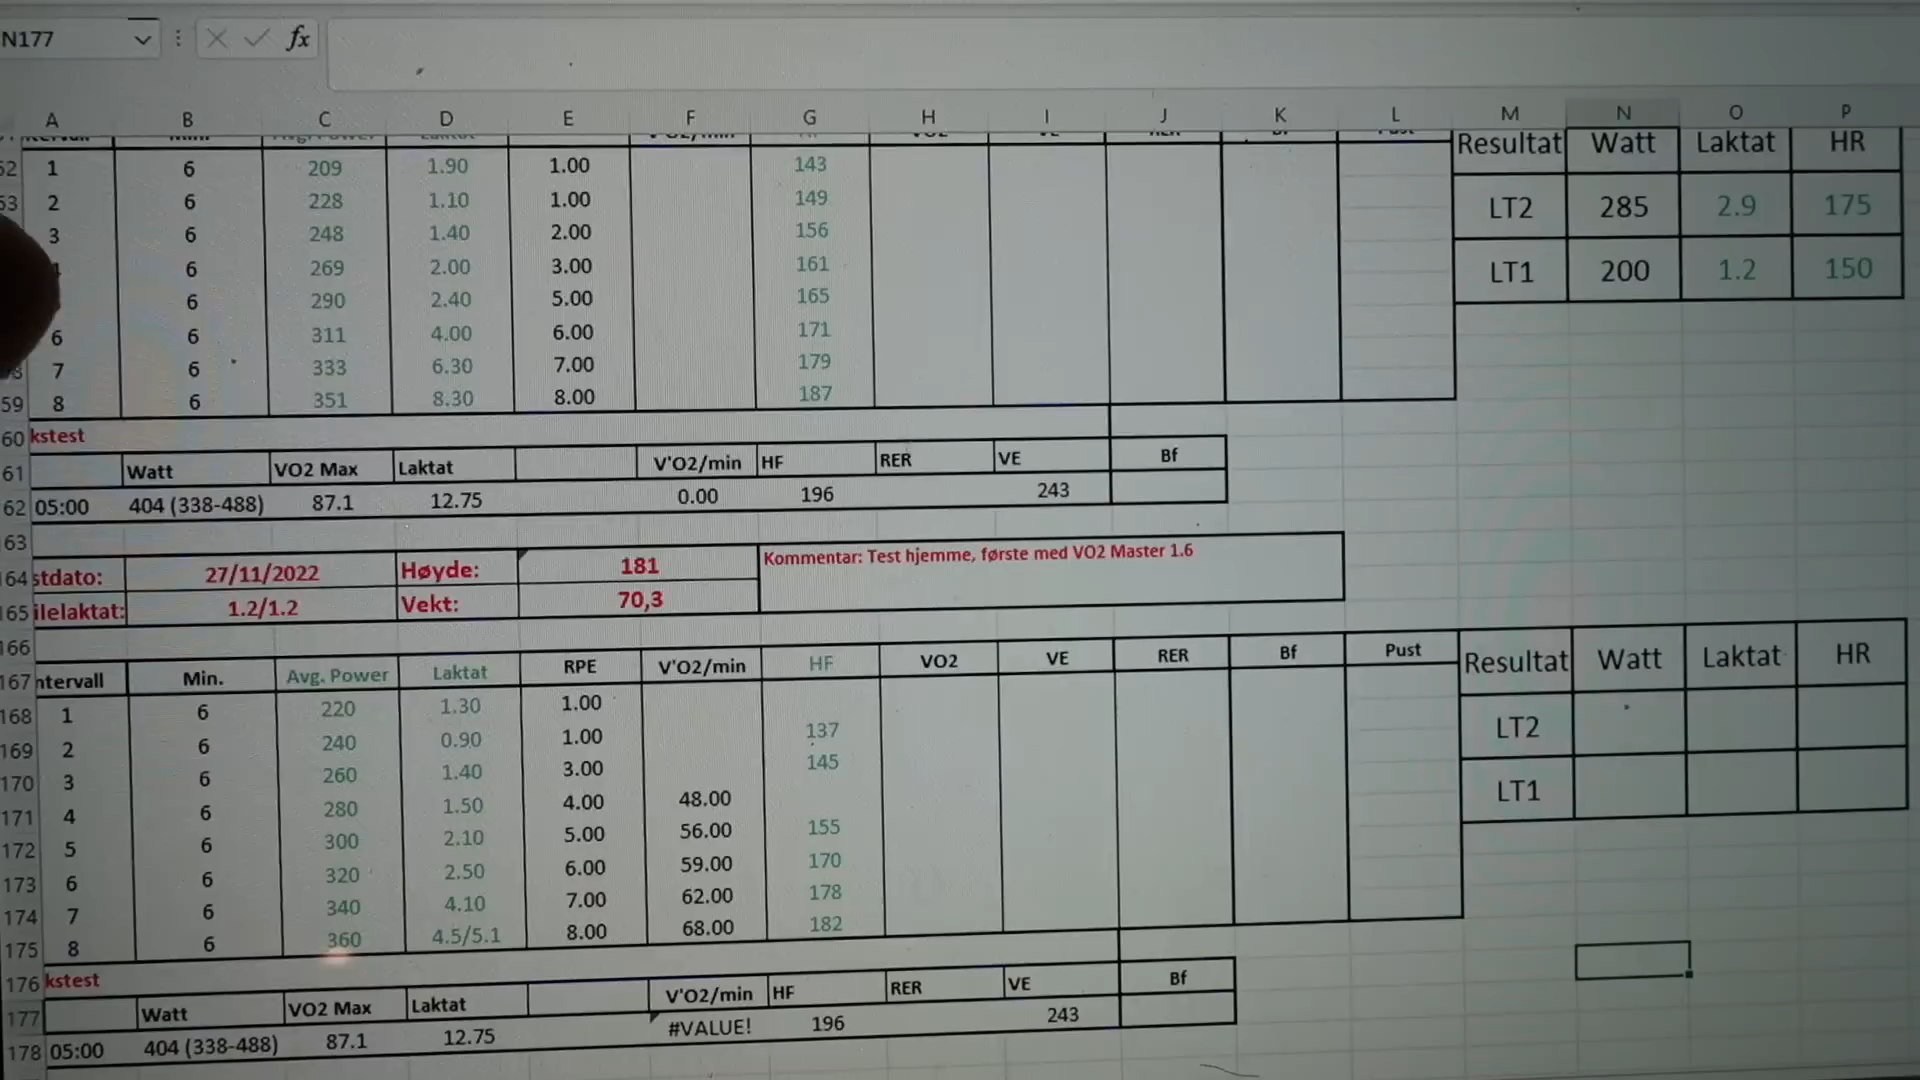 N177 fx
A B C D E F G H I J K L M N O P
Resultat Watt Laktat HR
52 1 6 209 1.90 1.00 143
53 2 6 228 1.10 1.00 149 LT2 285 2.9 175
3 6 248 1.40 2.00 156
6 269 2.00 3.00 161 LT1 200 1.2 150
6 290 2.40 5.00 165
6 6 311 4.00 6.00 171
7 6 333 6.30 7.00 179
59 8 6 351 8.30 8.00 187
60 kstest
61 Watt VO2 Max Laktat V'O2/min HF RER VE Bf
62 05:00 404 (338-488) 87.1 12.75 0.00 196 243
63
64 stdato: 27/11/2022 Høyde: 181 Kommentar: Test hjemme, første med VO2 Master 1.6
165 ilelaktat: 1.2/1.2 Vekt: 70,3
166
167 ntervall Min. Avg. Power Laktat RPE V'O2/min HF VO2 VE RER Bf Pust Resultat Watt Laktat HR
168 1 6 220 1.30 1.00
169 2 6 240 0.90 1.00 137 LT2
170 3 6 260 1.40 3.00 145
171 4 6 280 1.50 4.00 48.00 LT1
172 5 6 300 2.10 5.00 56.00 155
173 6 6 320 2.50 6.00 59.00 170
174 7 6 340 4.10 7.00 62.00 178
175 8 6 360 4.5/5.1 8.00 68.00 182
176 kstest
177 Watt VO2 Max Laktat V'O2/min HF RER VE Bf
178 05:00 404 (338-488) 87.1 12.75 #VALUE! 196 243